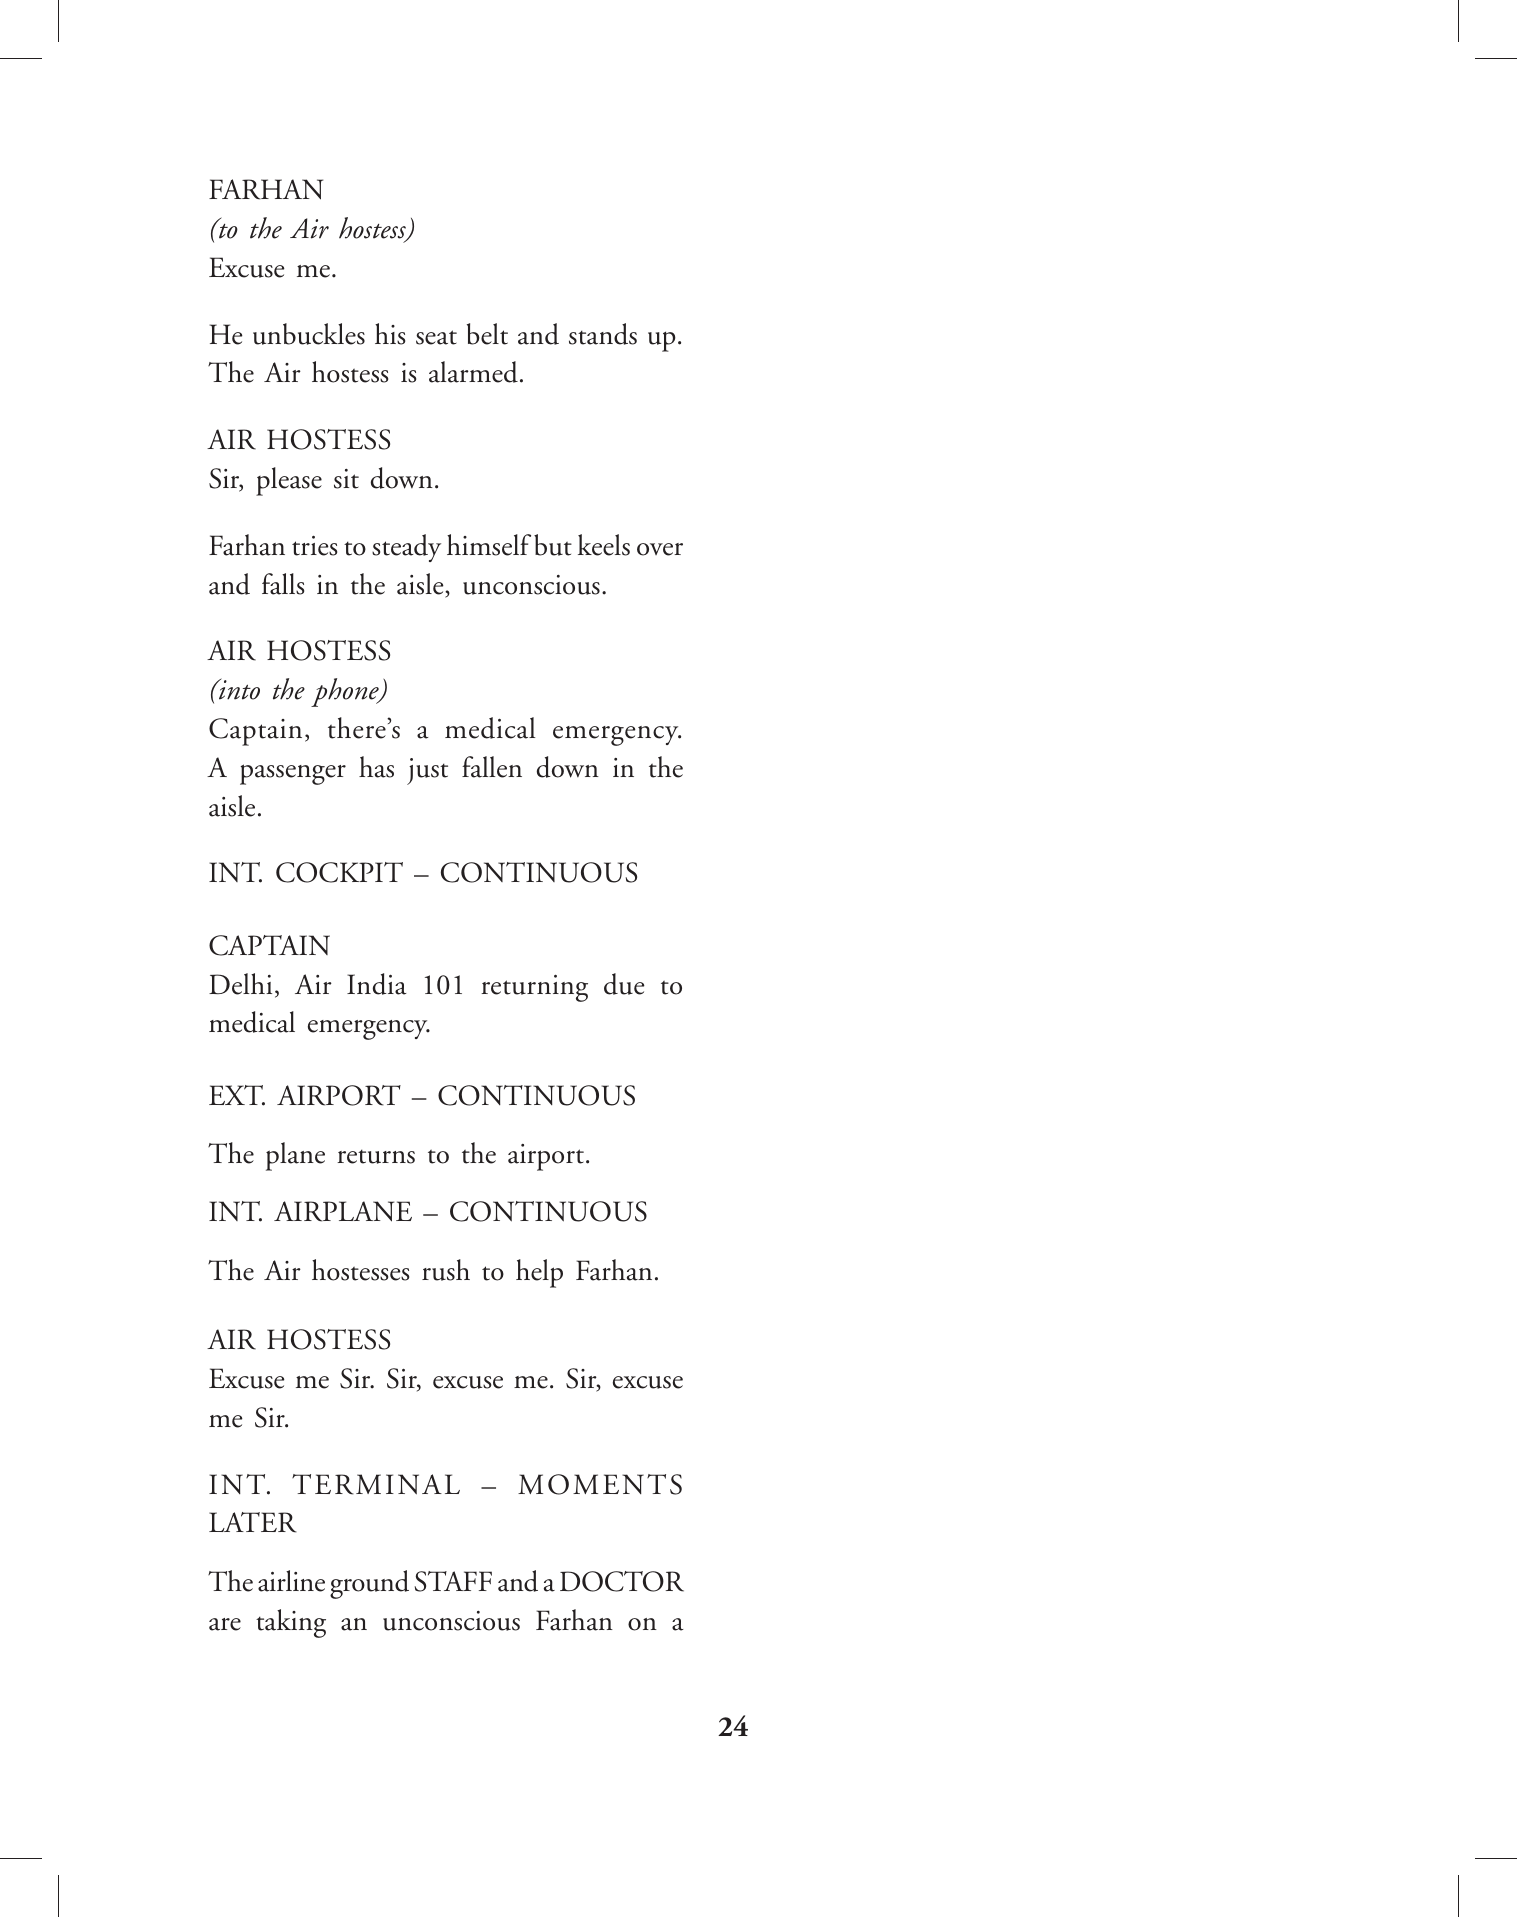 FARHAN
(to the Air hostess)
Excuse me.
He unbuckles his seat belt and stands up.
The Air hostess is alarmed.
AIR HOSTESS
Sir, please sit down.
Farhan tries to steady himself but keels over
and falls in the aisle, unconscious.
AIR HOSTESS
(into the phone)
Captain, there’s a medical emergency.
A passenger has just fallen down in the
aisle.
INT. COCKPIT – CONTINUOUS
CAPTAIN
Delhi, Air India 101 returning due to
medical emergency.
EXT. AIRPORT – CONTINUOUS
The plane returns to the airport.
INT. AIRPLANE – CONTINUOUS
The Air hostesses rush to help Farhan.
AIR HOSTESS
Excuse me Sir. Sir, excuse me. Sir, excuse
me Sir.
INT. TERMINAL – MOMENTS
LATER
The airline ground STAFF and a DOCTOR
are taking an unconscious Farhan on a
24